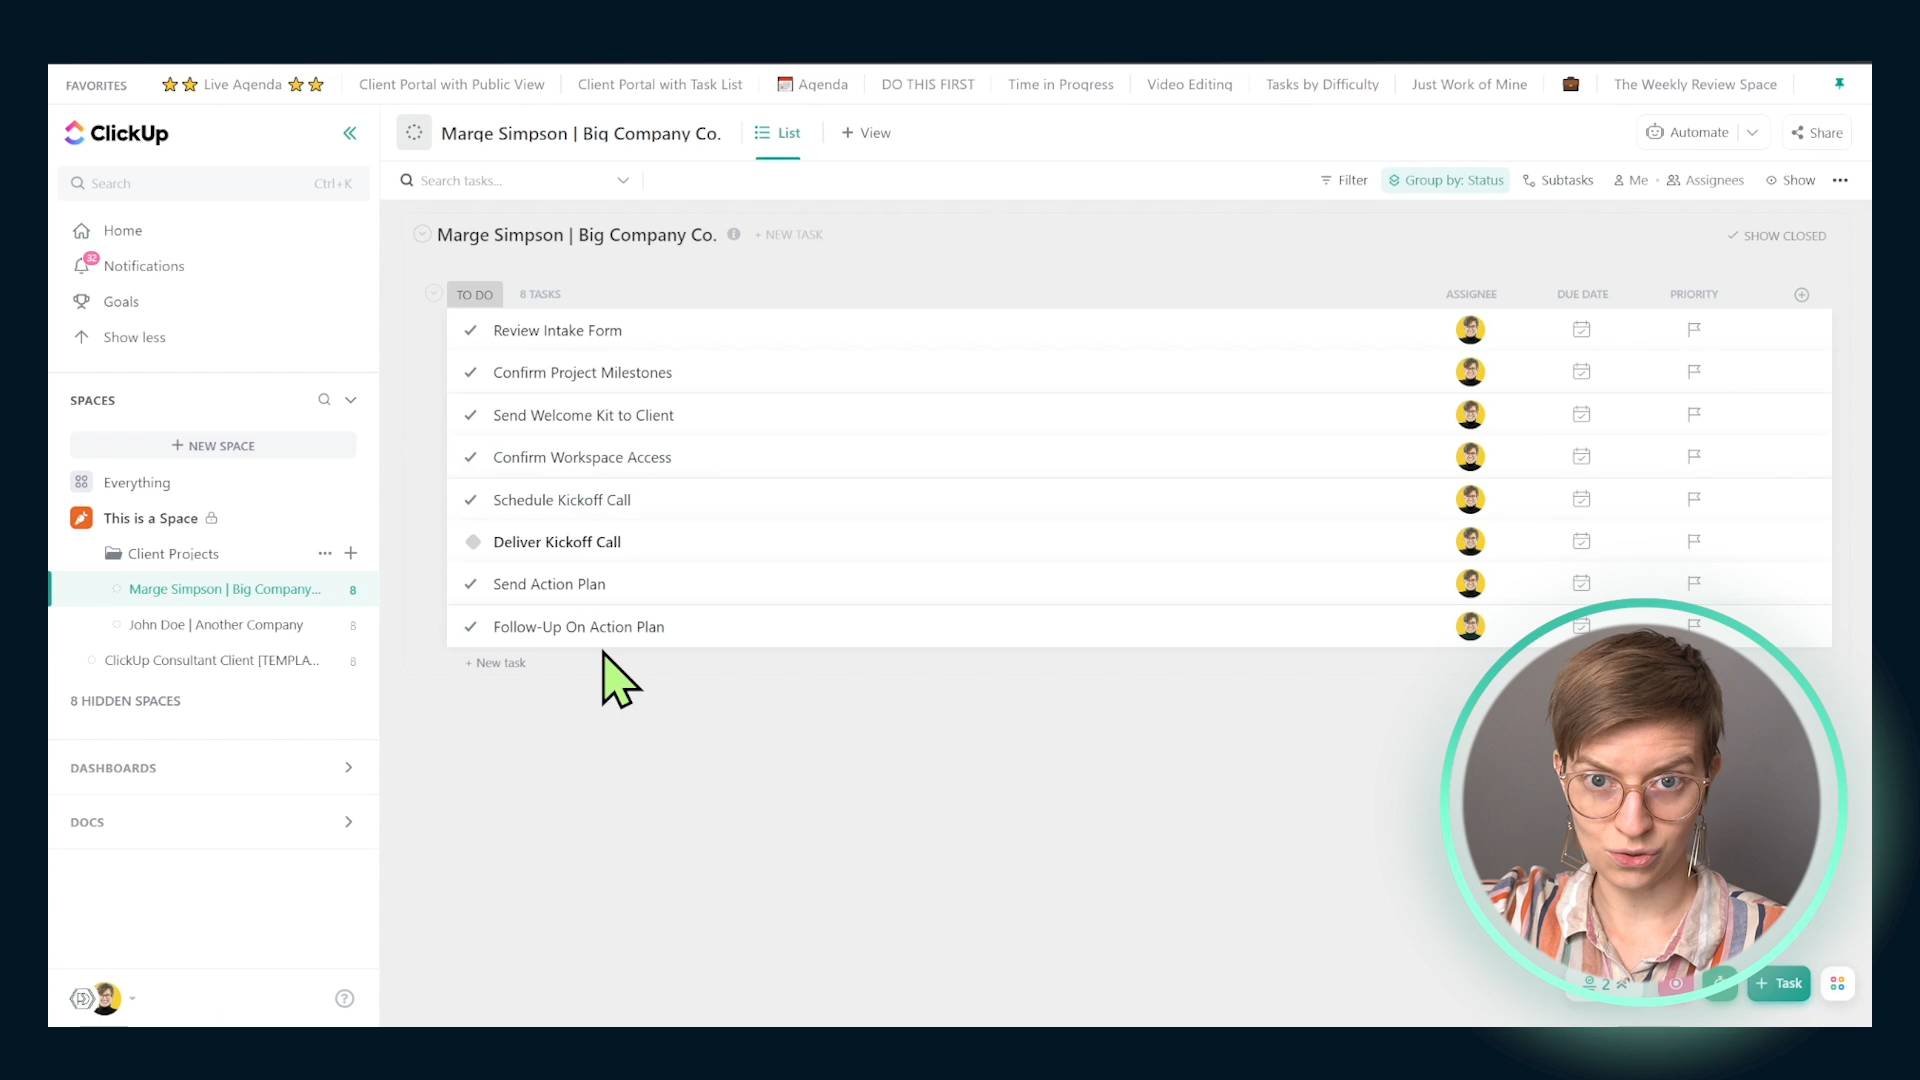 FAVORITES ⭐⭐ Live Agenda ⭐⭐ Client Portal with Public View Client Portal with Task List 📅 Agenda DO THIS FIRST Time in Progress Video Editing Tasks by Difficulty Just Work of Mine 💼 The Weekly Review Space
ClickUp
Marge Simpson | Big Company Co. List + View Automate Share
Search Ctrl+K
Search tasks... Filter Group by: Status Subtasks Me • Assignees Show •••
Home
32
Notifications
Goals
Show less
Marge Simpson | Big Company Co. + NEW TASK SHOW CLOSED
TO DO 8 TASKS ASSIGNEE DUE DATE PRIORITY
Review Intake Form
Confirm Project Milestones
Send Welcome Kit to Client
Confirm Workspace Access
Schedule Kickoff Call
Deliver Kickoff Call
Send Action Plan
Follow-Up On Action Plan
+ New task
SPACES
+ NEW SPACE
Everything
This is a Space
Client Projects ••• +
Marge Simpson | Big Company... 8
John Doe | Another Company 8
ClickUp Consultant Client [TEMPLA... 8
8 HIDDEN SPACES
DASHBOARDS
DOCS
2
+ Task